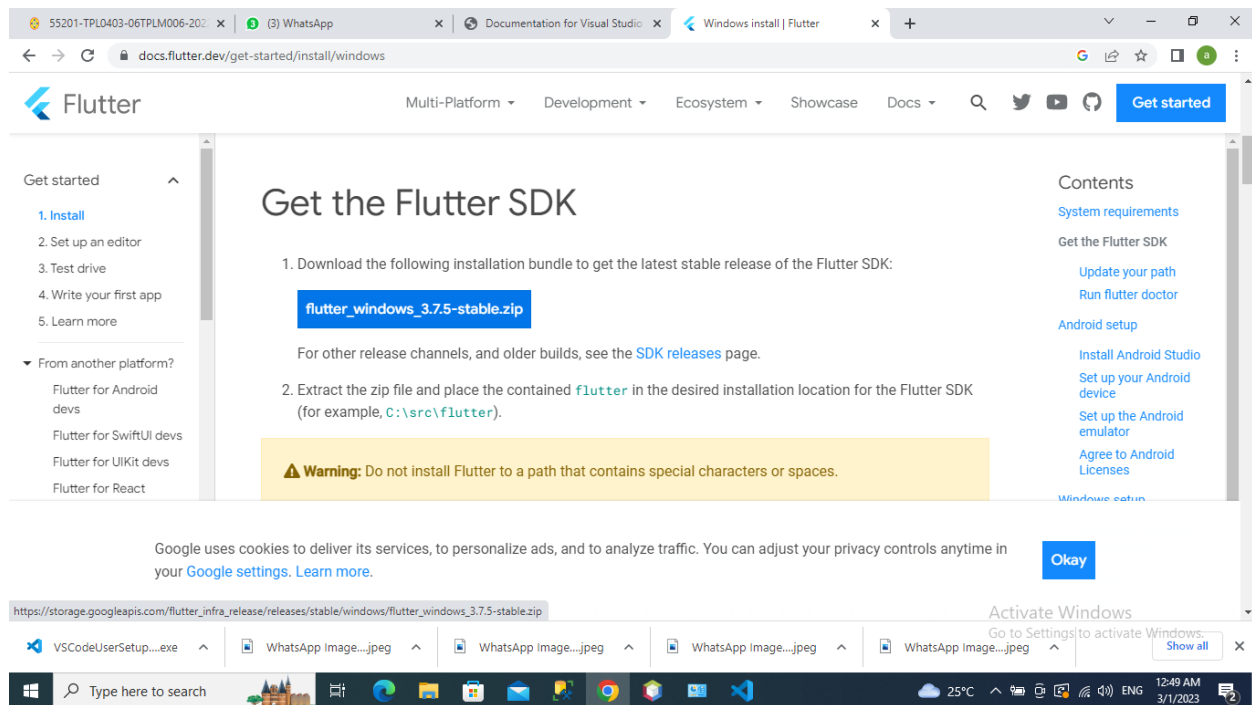 55201-TPL0403-06TPLM006-202
(3) WhatsApp
Documentation for Visual Studio
Windows install | Flutter
docs.flutter.dev/get-started/install/windows
a
Flutter
Multi-Platform
Development
Ecosystem
Showcase
Docs
Get started
Get started
1. Install
2. Set up an editor
3. Test drive
4. Write your first app
5. Learn more
From another platform?
Flutter for Android
devs
Flutter for SwiftUI devs
Flutter for UIKit devs
Flutter for React
Get the Flutter SDK
1. Download the following installation bundle to get the latest stable release of the Flutter SDK:
flutter_windows_3.7.5-stable.zip
For other release channels, and older builds, see the SDK releases page.
2. Extract the zip file and place the contained flutter in the desired installation location for the Flutter SDK
(for example, C:\src\flutter).
Warning: Do not install Flutter to a path that contains special characters or spaces.
Contents
System requirements
Get the Flutter SDK
Update your path
Run flutter doctor
Android setup
Install Android Studio
Set up your Android
device
Set up the Android
emulator
Agree to Android
Licenses
Windows setup
Google uses cookies to deliver its services, to personalize ads, and to analyze traffic. You can adjust your privacy controls anytime in
your Google settings. Learn more.
Okay
https://storage.googleapis.com/flutter_infra_release/releases/stable/windows/flutter_windows_3.7.5-stable.zip
Activate Windows
Go to Settings to activate Windows.
VSCodeUserSetup....exe
WhatsApp Image....jpeg
WhatsApp Image....jpeg
WhatsApp Image....jpeg
WhatsApp Image....jpeg
Show all
Type here to search
25°C
ENG
12:49 AM
3/1/2023
2